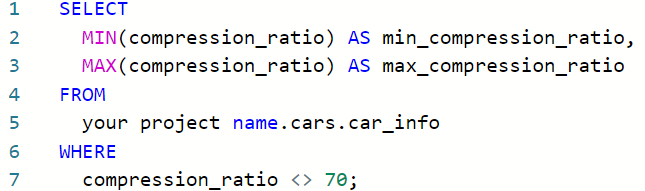 1 SELECT
2 MIN(compression_ratio) AS min_compression_ratio,
3 MAX(compression_ratio) AS max_compression_ratio
4 FROM
5 your project name.cars.car_info
6 WHERE
7 compression_ratio <> 70;